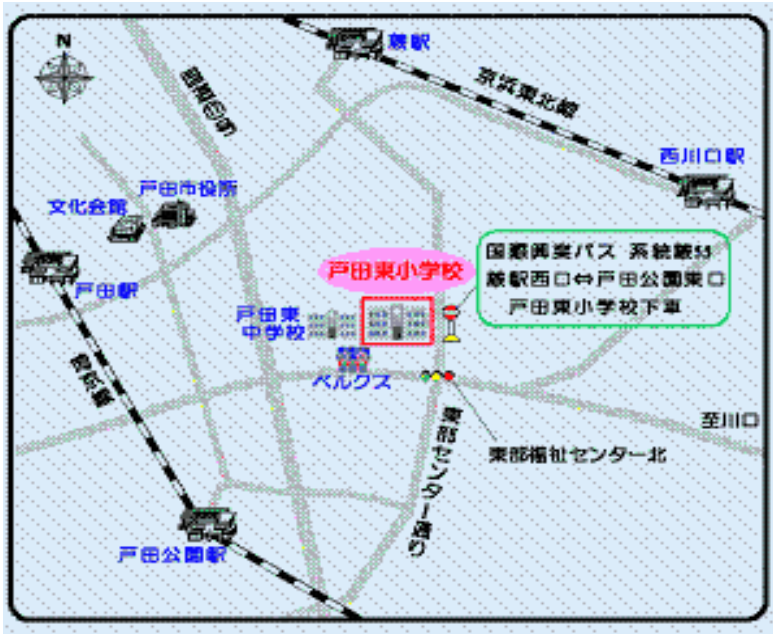 N
蕨駅
京浜東北線
西川口駅
戸田市役所
文化会館
戸田駅
戸田東小学校
国際興業バス 系統蕨55
蕨駅西口⇔戸田公園東口
戸田東小学校下車
戸田東
中学校
ベルクス
至川口
東部福祉センター北
東部センター通り
戸田公園駅